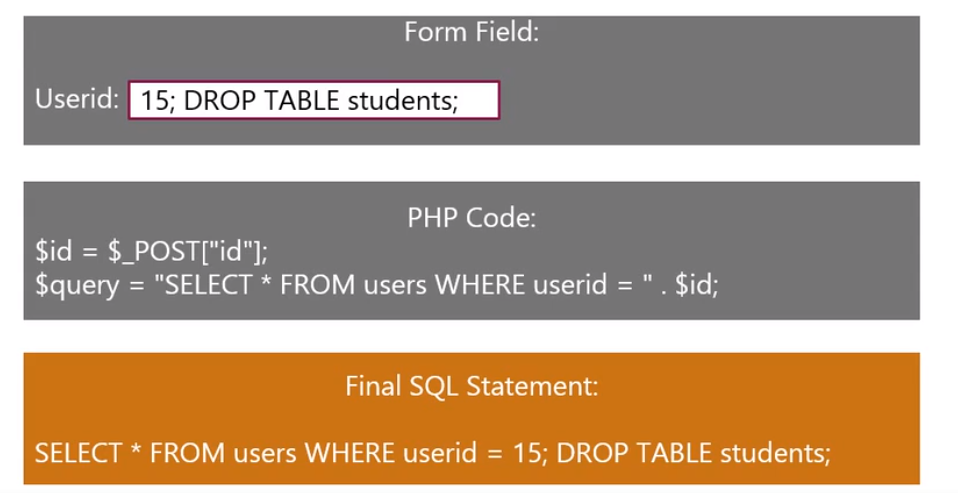 Form Field:
Userid: 15; DROP TABLE students;
PHP Code:
$id = $_POST["id"];
$query = "SELECT * FROM users WHERE userid = " . $id;
Final SQL Statement:
SELECT * FROM users WHERE userid = 15; DROP TABLE students;